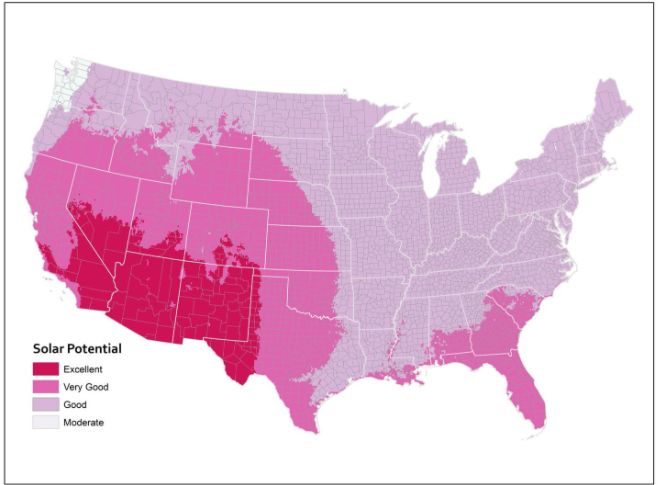 Solar Potential
Excellent
Very Good
Good
Moderate